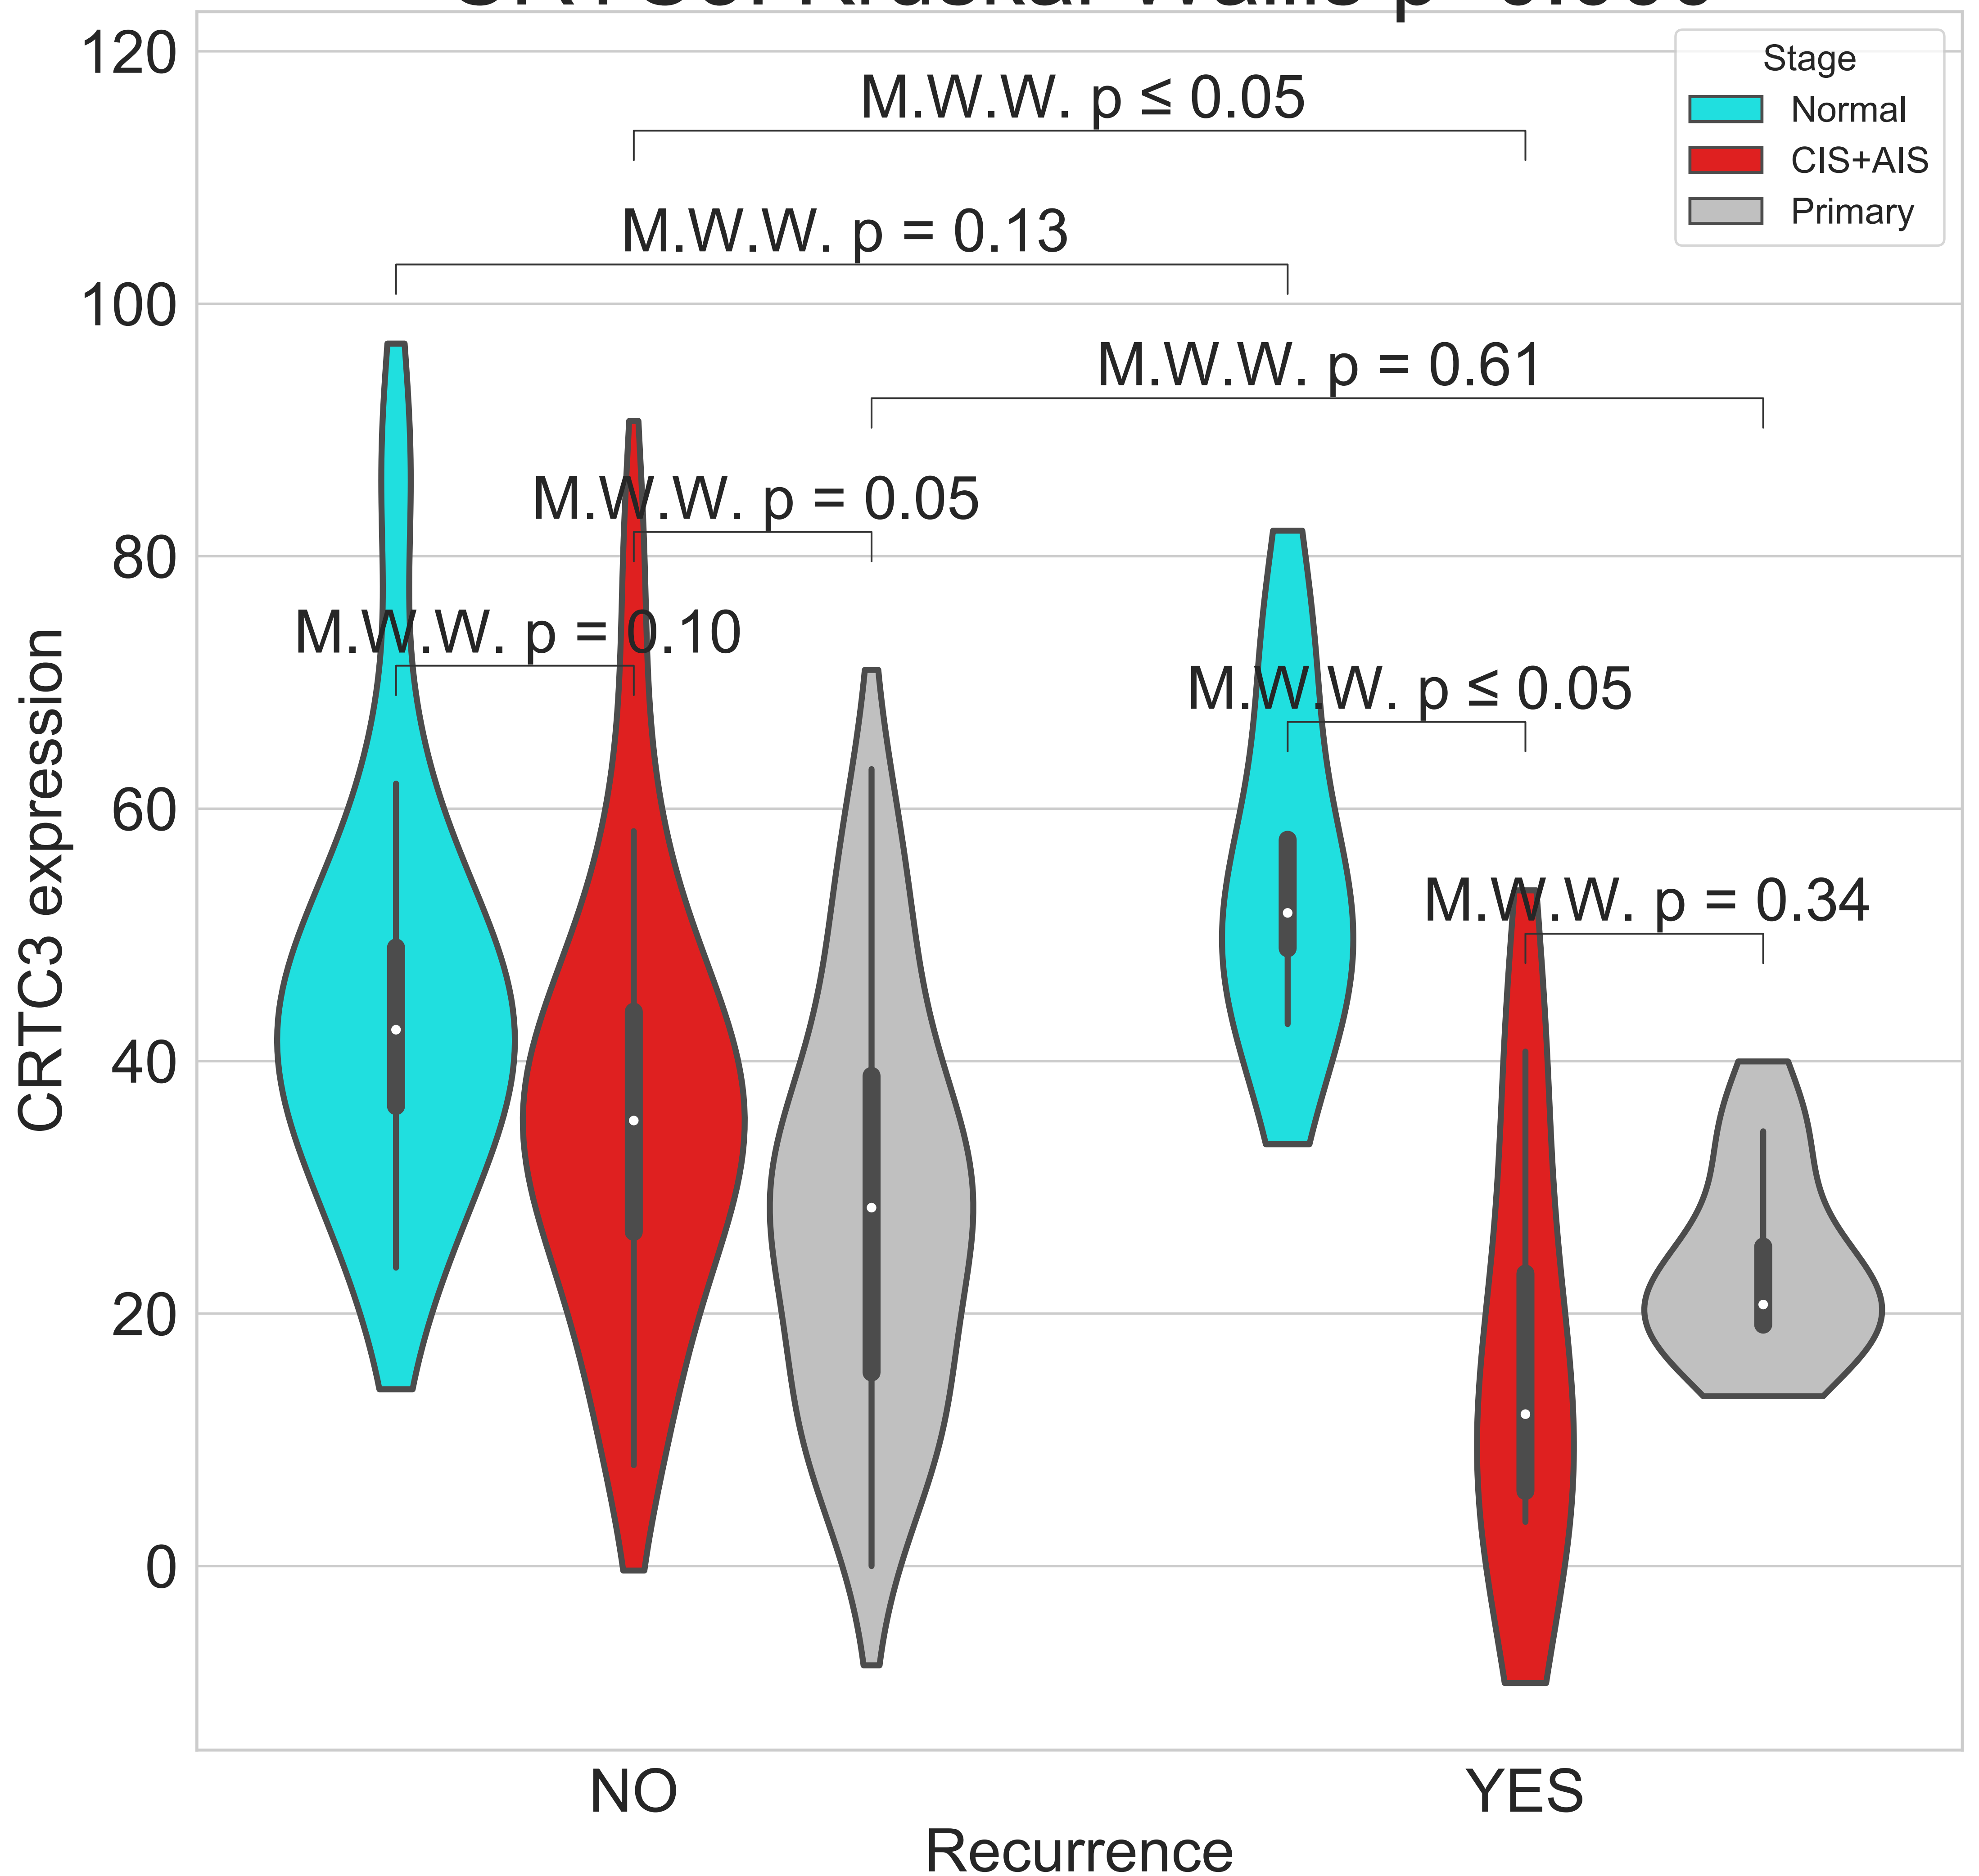 120
M.W.W. p ≤ 0.05
M.W.W. p = 0.13
100
M.W.W. p = 0.61
M.W.W. p = 0.05
80
M.W.W. p = 0.10
M.W.W. p ≤ 0.05
60
M.W.W. p = 0.34
40
20
0
CRTC3 expression
NO
YES
Recurrence
Stage
Normal
CIS+AIS
Primary